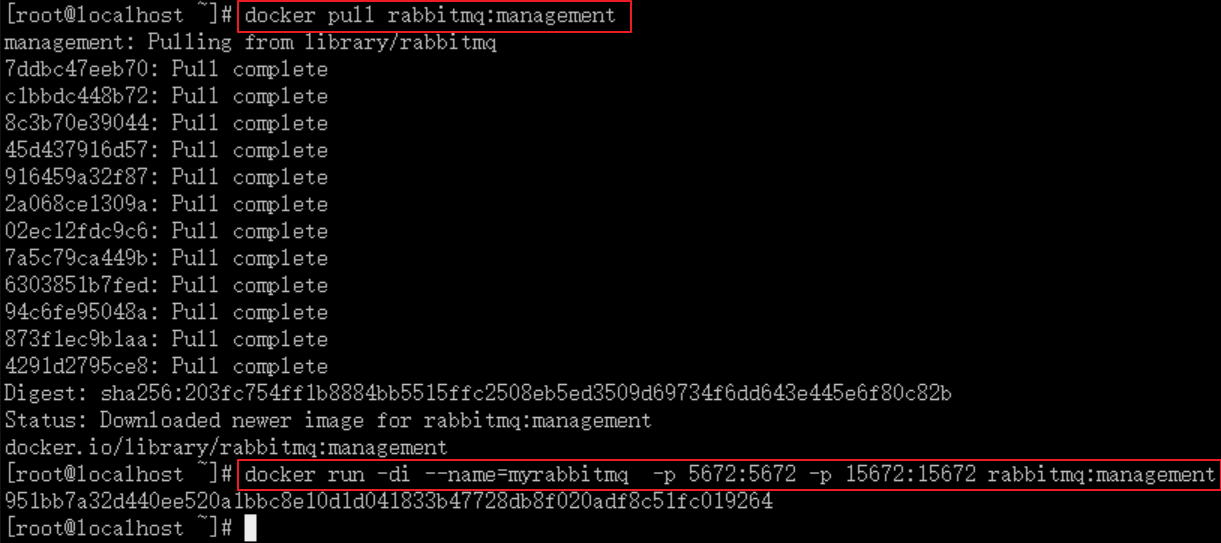 [root@localhost ~]# docker pull rabbitmq:management
management: Pulling from library/rabbitmq
7ddbc47eeb70: Pull complete
c1bbdc448b72: Pull complete
8c3b70e39044: Pull complete
45d437916d57: Pull complete
916459a32f87: Pull complete
2a068ce1309a: Pull complete
02ec12fdc9c6: Pull complete
7a5c79ca449b: Pull complete
6303851b7fed: Pull complete
94c6fe95048a: Pull complete
873f1ec9b1aa: Pull complete
4291d2795ce8: Pull complete
Digest: sha256:203fc754ff1b8884bb5515ffc2508eb5ed3509d69734f6dd643e445e6f80c82b
Status: Downloaded newer image for rabbitmq:management
docker.io/library/rabbitmq:management
[root@localhost ~]# docker run -di --name=myrabbitmq  -p 5672:5672 -p 15672:15672 rabbitmq:management
951bb7a32d440ee520a1bbc8e10d1d041833b47728db8f020adf8c51fc019264
[root@localhost ~]#